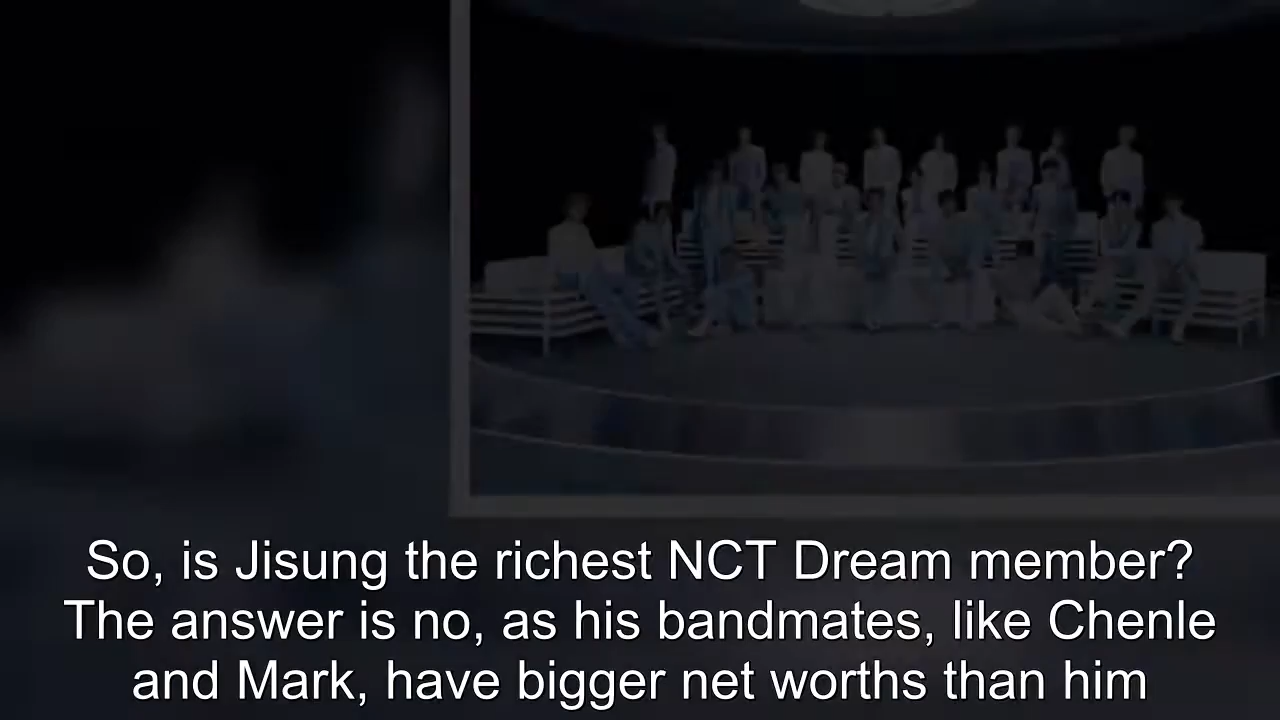 So, is Jisung the richest NCT Dream member?
The answer is no, as his bandmates, like Chenle
and Mark, have bigger net worths than him